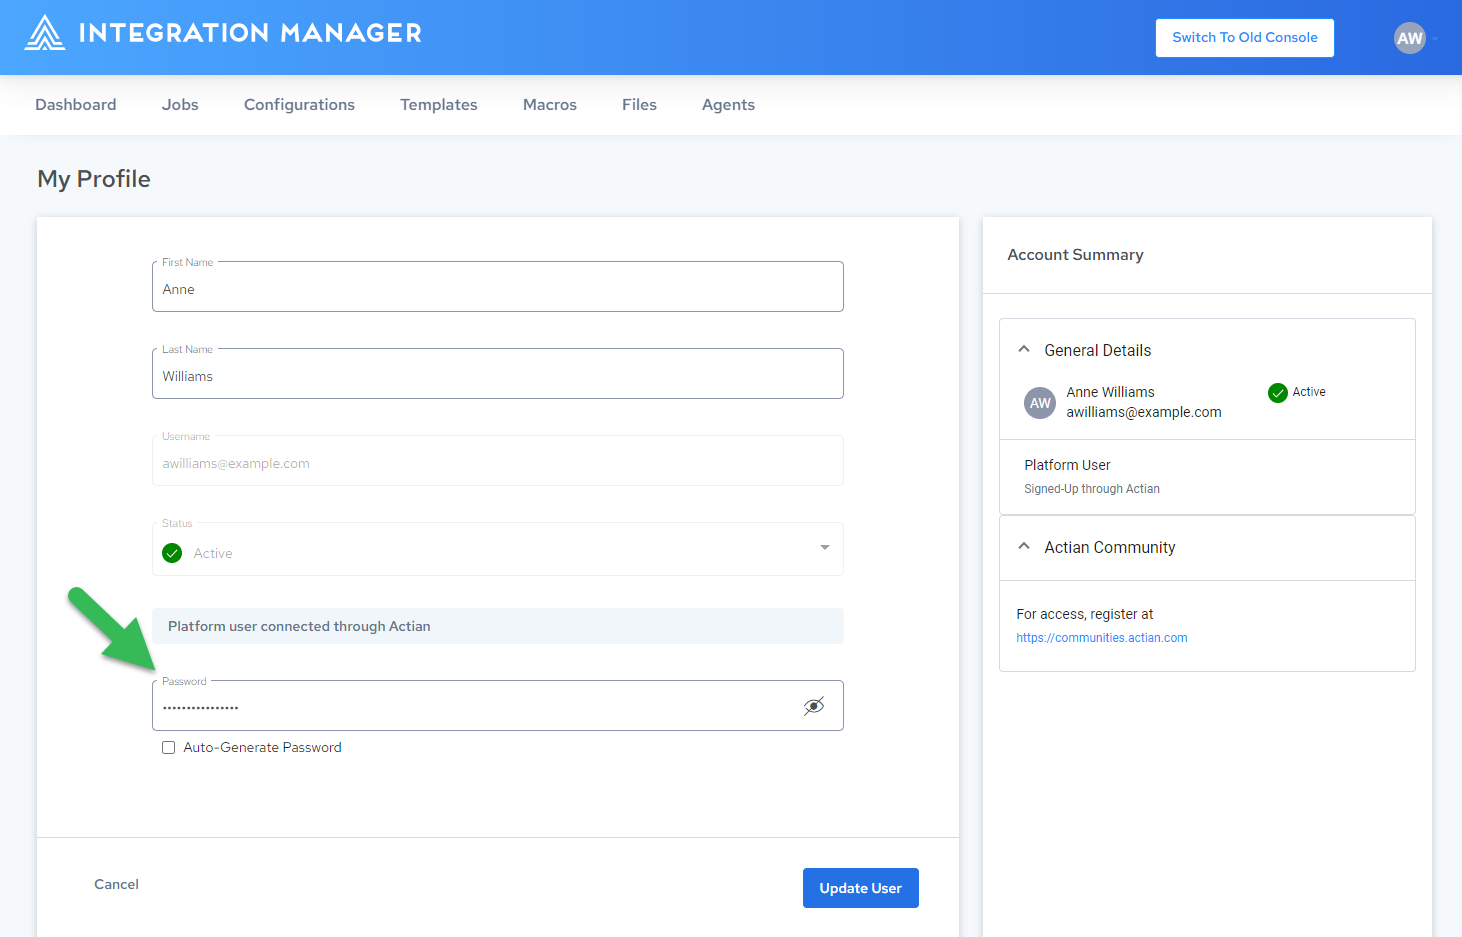 INTEGRATION MANAGER
Switch To Old Console
AW
Dashboard
Jobs
Configurations
Templates
Macros
Files
Agents
My Profile
First Name
Anne
Last Name
Williams
Username
awilliams@example.com
Status
Active
Platform user connected through Actian
Password
••••••••••••••••
Auto-Generate Password
Cancel
Update User
Account Summary
General Details
AW
Anne Williams
Active
awilliams@example.com
Platform User
Signed-Up through Actian
Actian Community
For access, register at
https://communities.actian.com